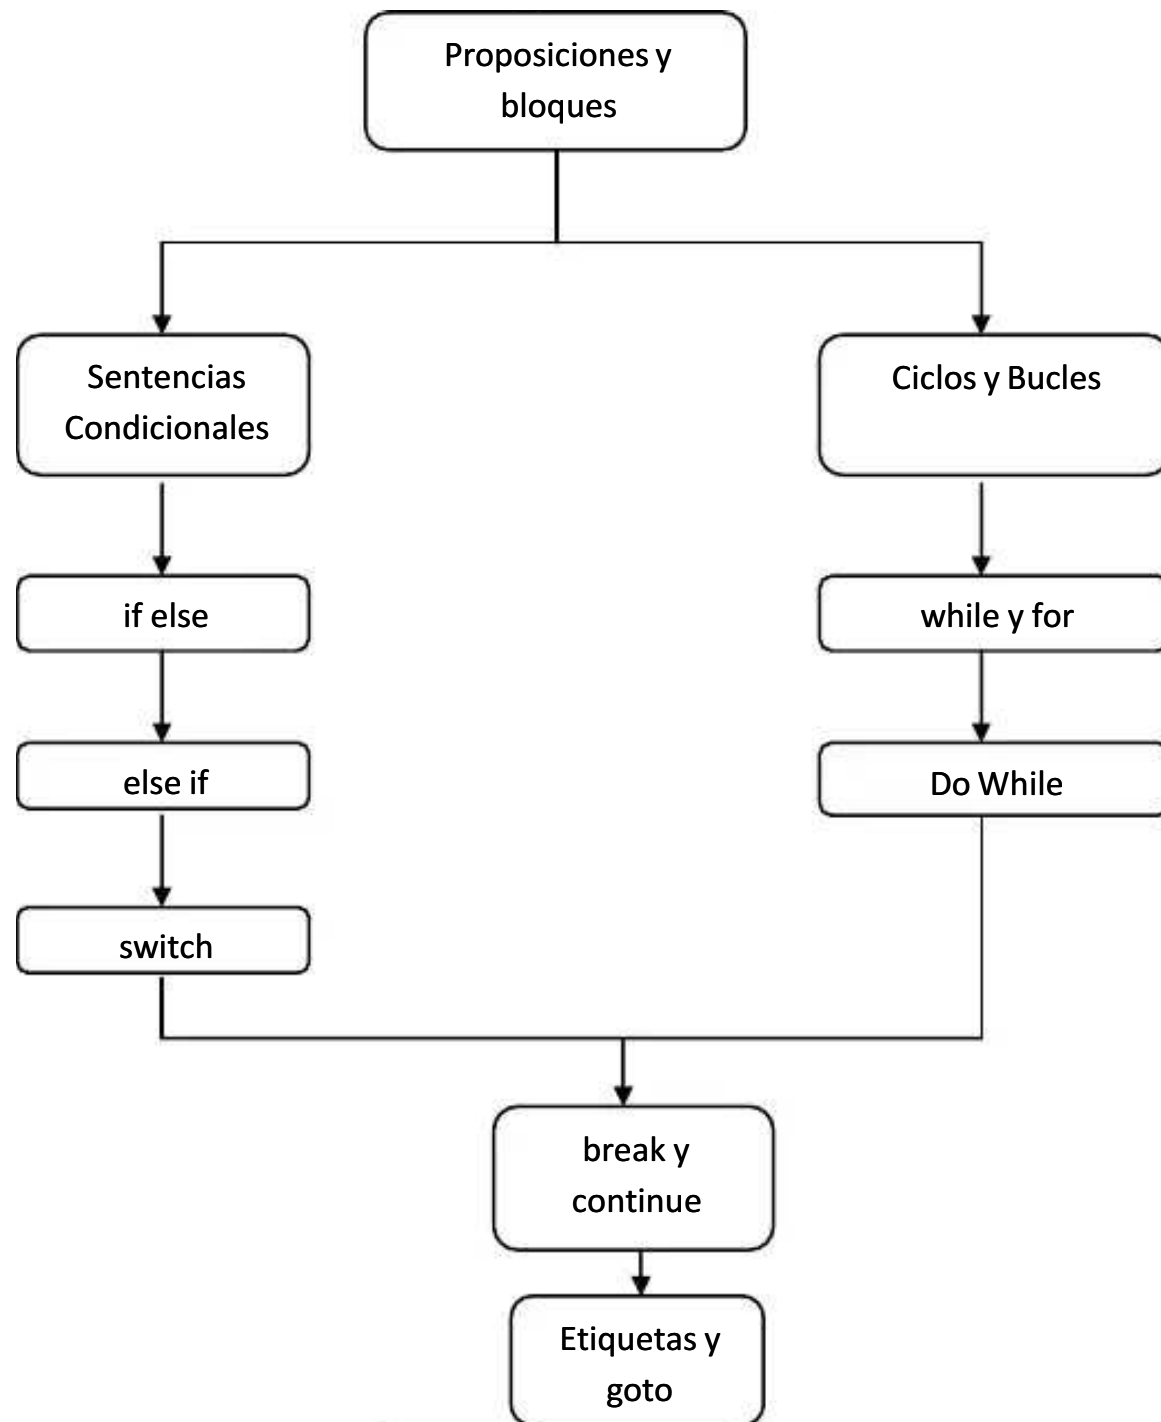 Proposiciones y
bloques
Sentencias
Condicionales
Ciclos y Bucles
if else
while y for
else if
Do While
switch
break y
continue
Etiquetas y
goto